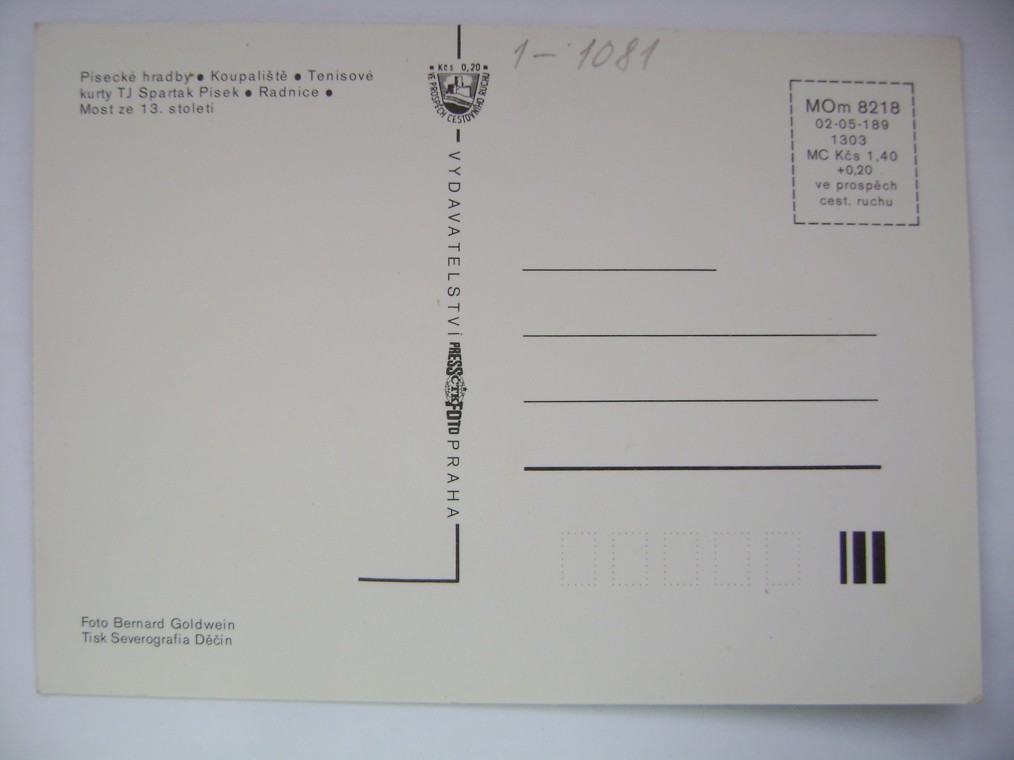 Písecké hradby ● Koupaliště ● Tenisové
kurty TJ Spartak Písek ● Radnice ●
Most ze 13. století
Kčs 0,20
VE PROSPĚCH CESTOVNÍHO RUCHU
1 – 1081
MOm 8218
02-05-189
1303
MC Kčs 1,40
+0,20
ve prospěch
cest. ruchu
VYDAVATELSTVÍ PRESSFOTO PRAHA
ČTK
Foto Bernard Goldwein
Tisk Severografia Děčín